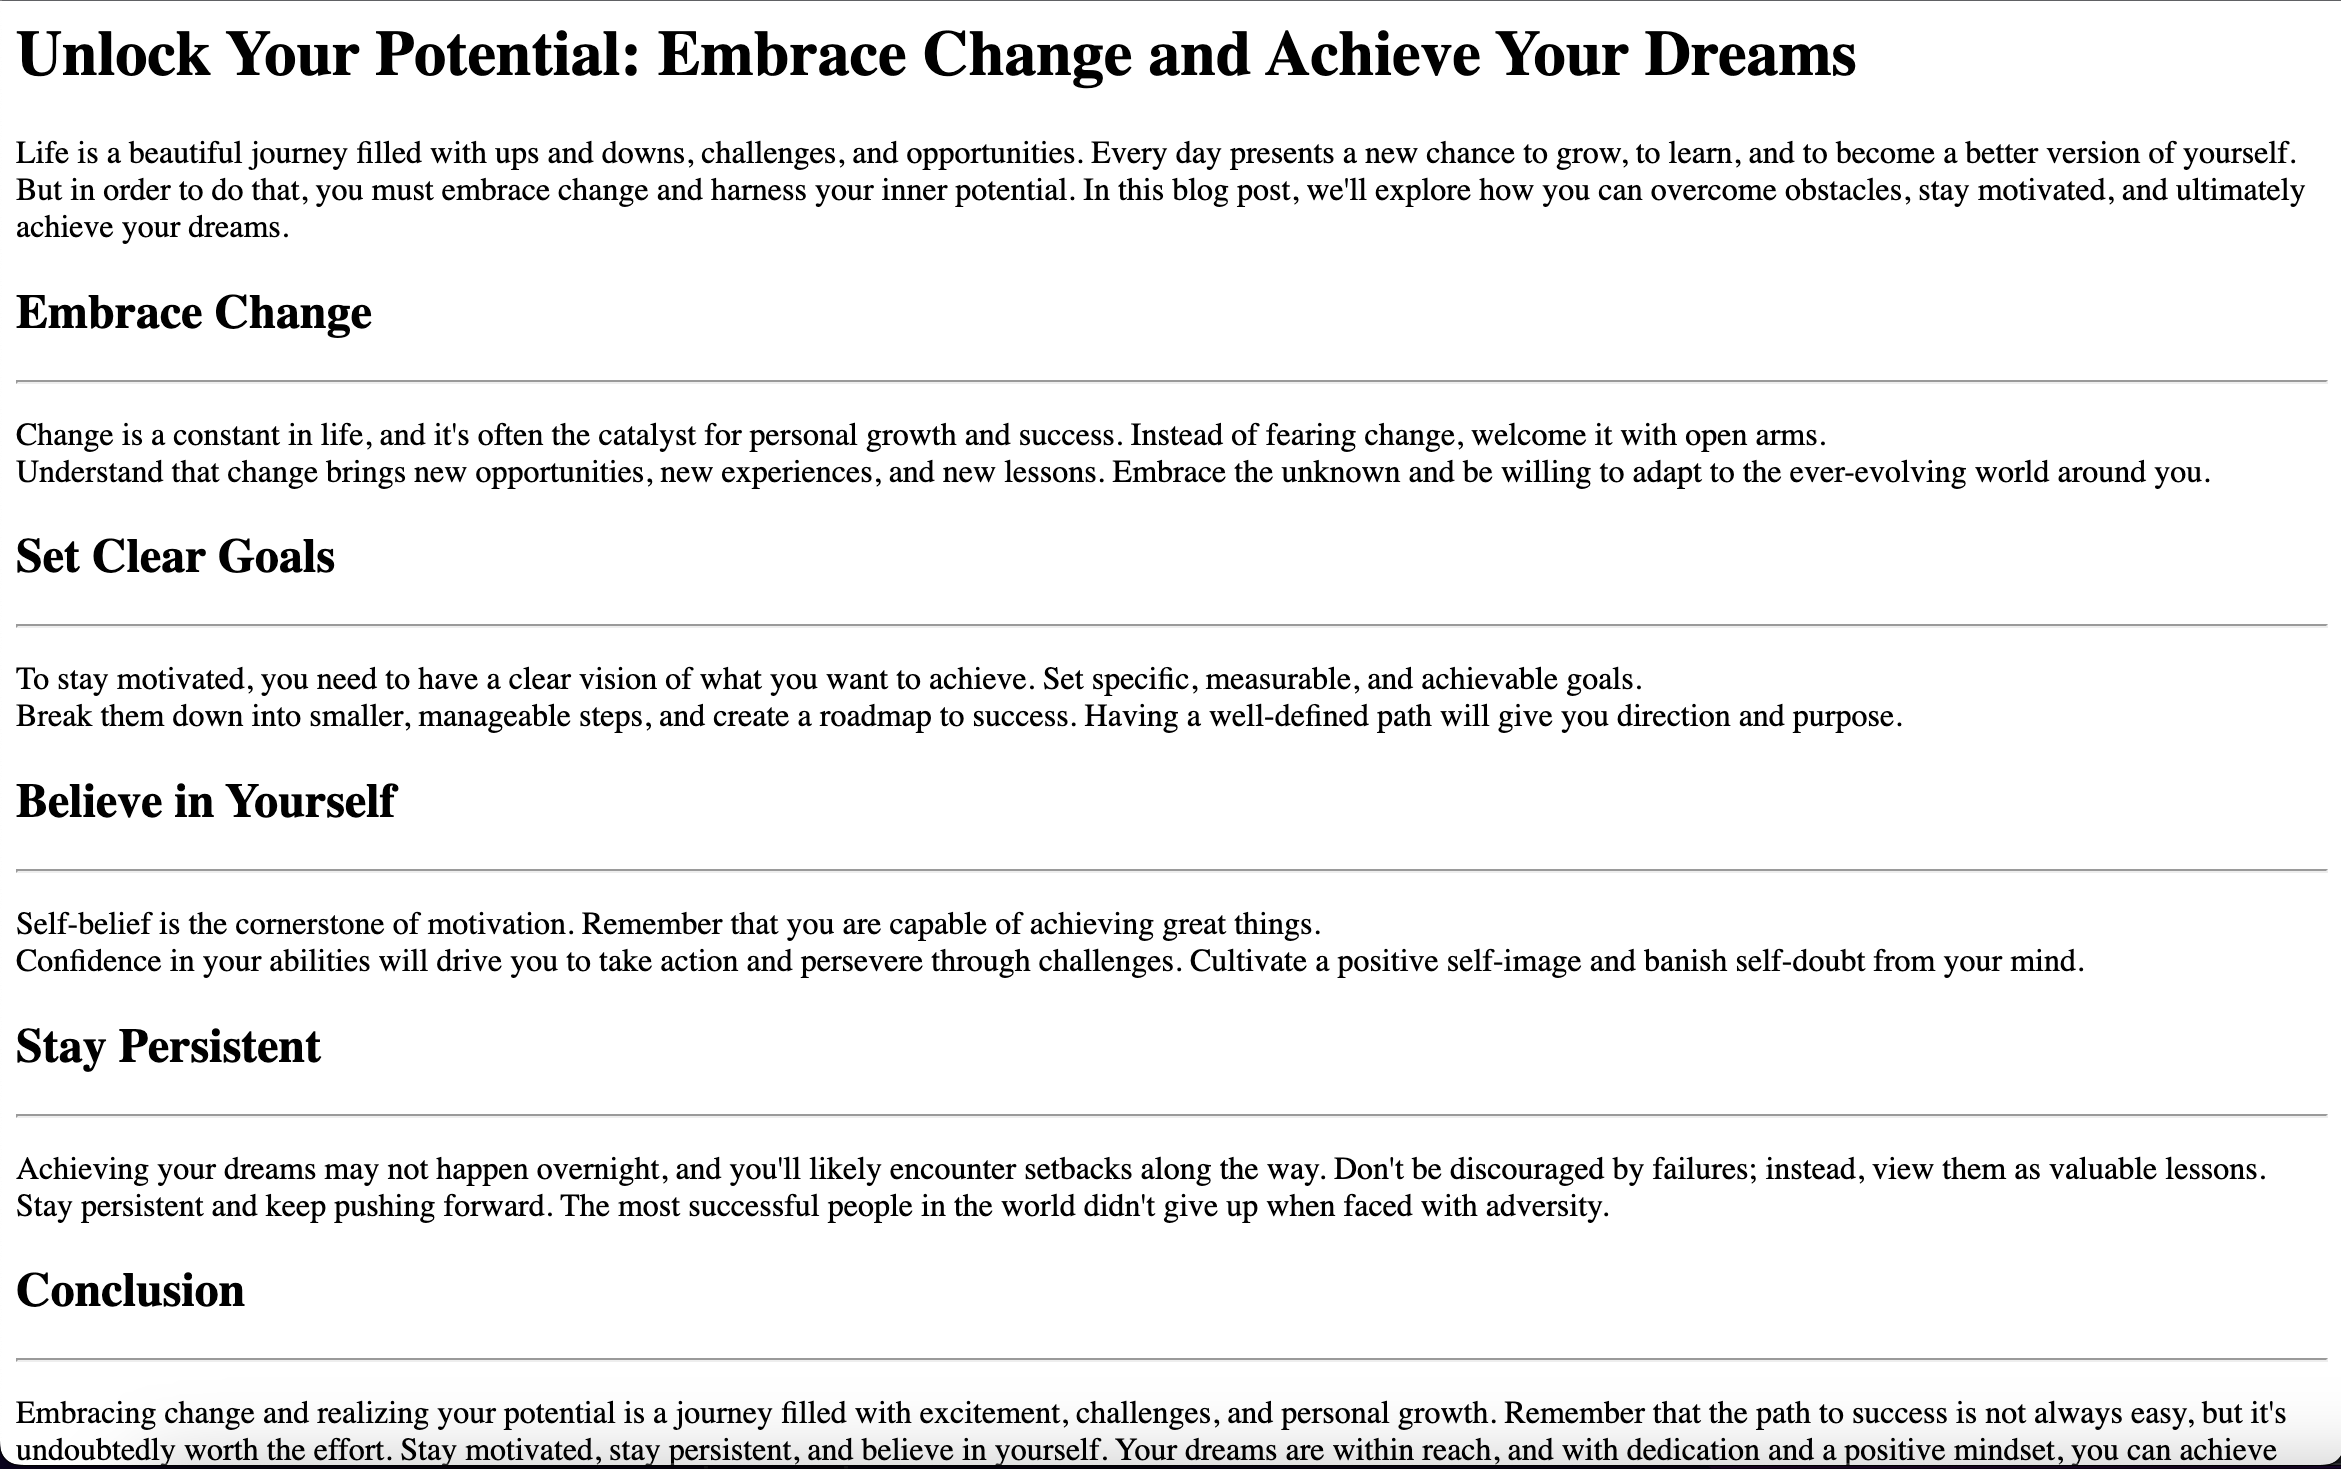 Unlock Your Potential: Embrace Change and Achieve Your Dreams
Life is a beautiful journey filled with ups and downs, challenges, and opportunities. Every day presents a new chance to grow, to learn, and to become a better version of yourself.
But in order to do that, you must embrace change and harness your inner potential. In this blog post, we'll explore how you can overcome obstacles, stay motivated, and ultimately
achieve your dreams.
Embrace Change
Change is a constant in life, and it's often the catalyst for personal growth and success. Instead of fearing change, welcome it with open arms.
Understand that change brings new opportunities, new experiences, and new lessons. Embrace the unknown and be willing to adapt to the ever-evolving world around you.
Set Clear Goals
To stay motivated, you need to have a clear vision of what you want to achieve. Set specific, measurable, and achievable goals.
Break them down into smaller, manageable steps, and create a roadmap to success. Having a well-defined path will give you direction and purpose.
Believe in Yourself
Self-belief is the cornerstone of motivation. Remember that you are capable of achieving great things.
Confidence in your abilities will drive you to take action and persevere through challenges. Cultivate a positive self-image and banish self-doubt from your mind.
Stay Persistent
Achieving your dreams may not happen overnight, and you'll likely encounter setbacks along the way. Don't be discouraged by failures; instead, view them as valuable lessons.
Stay persistent and keep pushing forward. The most successful people in the world didn't give up when faced with adversity.
Conclusion
Embracing change and realizing your potential is a journey filled with excitement, challenges, and personal growth. Remember that the path to success is not always easy, but it's
undoubtedly worth the effort. Stay motivated, stay persistent, and believe in yourself. Your dreams are within reach, and with dedication and a positive mindset, you can achieve